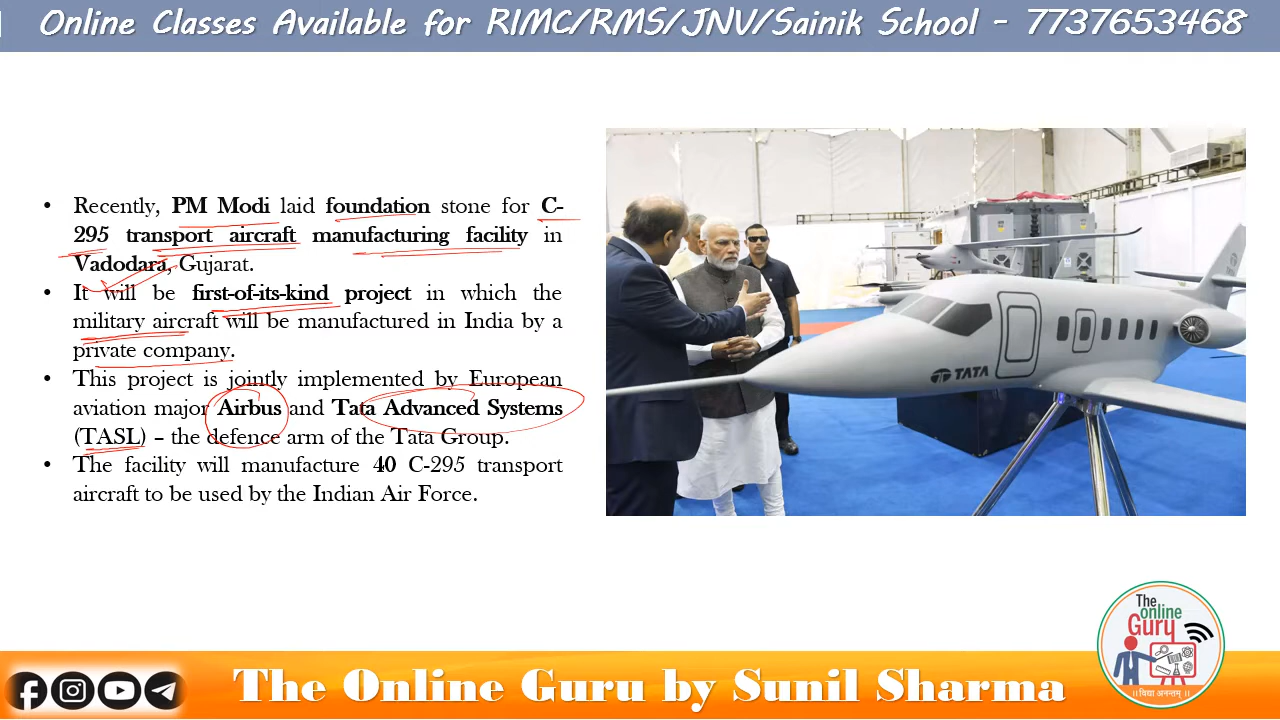 Online Classes Available for RIMC/RMS/JNV/Sainik School - 7737653468
• Recently, PM Modi laid foundation stone for C-
295 transport aircraft manufacturing facility in
Vadodara, Gujarat.
• It will be first-of-its-kind project in which the
military aircraft will be manufactured in India by a
private company.
• This project is jointly implemented by European
aviation major Airbus and Tata Advanced Systems
(TASL) – the defence arm of the Tata Group.
• The facility will manufacture 40 C-295 transport
aircraft to be used by the Indian Air Force.
TATA
The
online
Guru
॥विद्या अनन्तम्॥
The Online Guru by Sunil Sharma